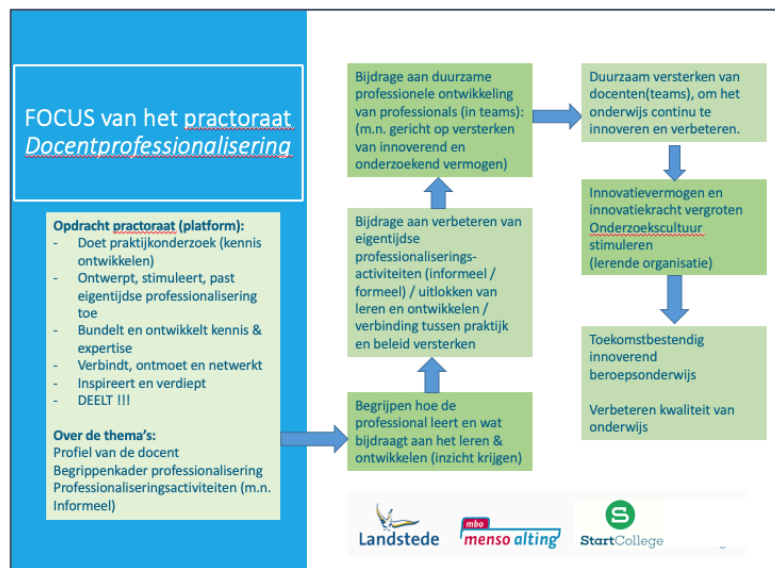 FOCUS van het practoraat
Docentprofessionalisering
Opdracht practoraat (platform):
- Doet praktijkonderzoek (kennis
ontwikkelen)
- Ontwerpt, stimuleert, past
eigentijdse professionalisering
toe
- Bundelt en ontwikkelt kennis &
expertise
- Verbindt, ontmoet en netwerkt
- Inspireert en verdiept
- DEELT !!!
Over de thema's:
Profiel van de docent
Begrippenkader professionalisering
Professionaliseringsactiviteiten (m.n.
Informeel)
Begrijpen hoe de
professional leert en wat
bijdraagt aan het leren &
ontwikkelen (inzicht krijgen)
Bijdrage aan verbeteren van
eigentijdse
professionaliserings-
activiteiten (informeel /
formeel) / uitlokken van
leren en ontwikkelen /
verbinding tussen praktijk
en beleid versterken
Bijdrage aan duurzame
professionele ontwikkeling
van professionals (in teams):
(m.n. gericht op versterken
van innoverend en
onderzoekend vermogen)
Duurzaam versterken van
docenten(teams), om het
onderwijs continu te
innoveren en verbeteren.
Innovatievermogen en
innovatiekracht vergroten
Onderzoekscultuur
stimuleren
(lerende organisatie)
Toekomstbestendig
innoverend
beroepsonderwijs
Verbeteren kwaliteit van
onderwijs
Landstede
mbo
menso alting
S
StartCollege